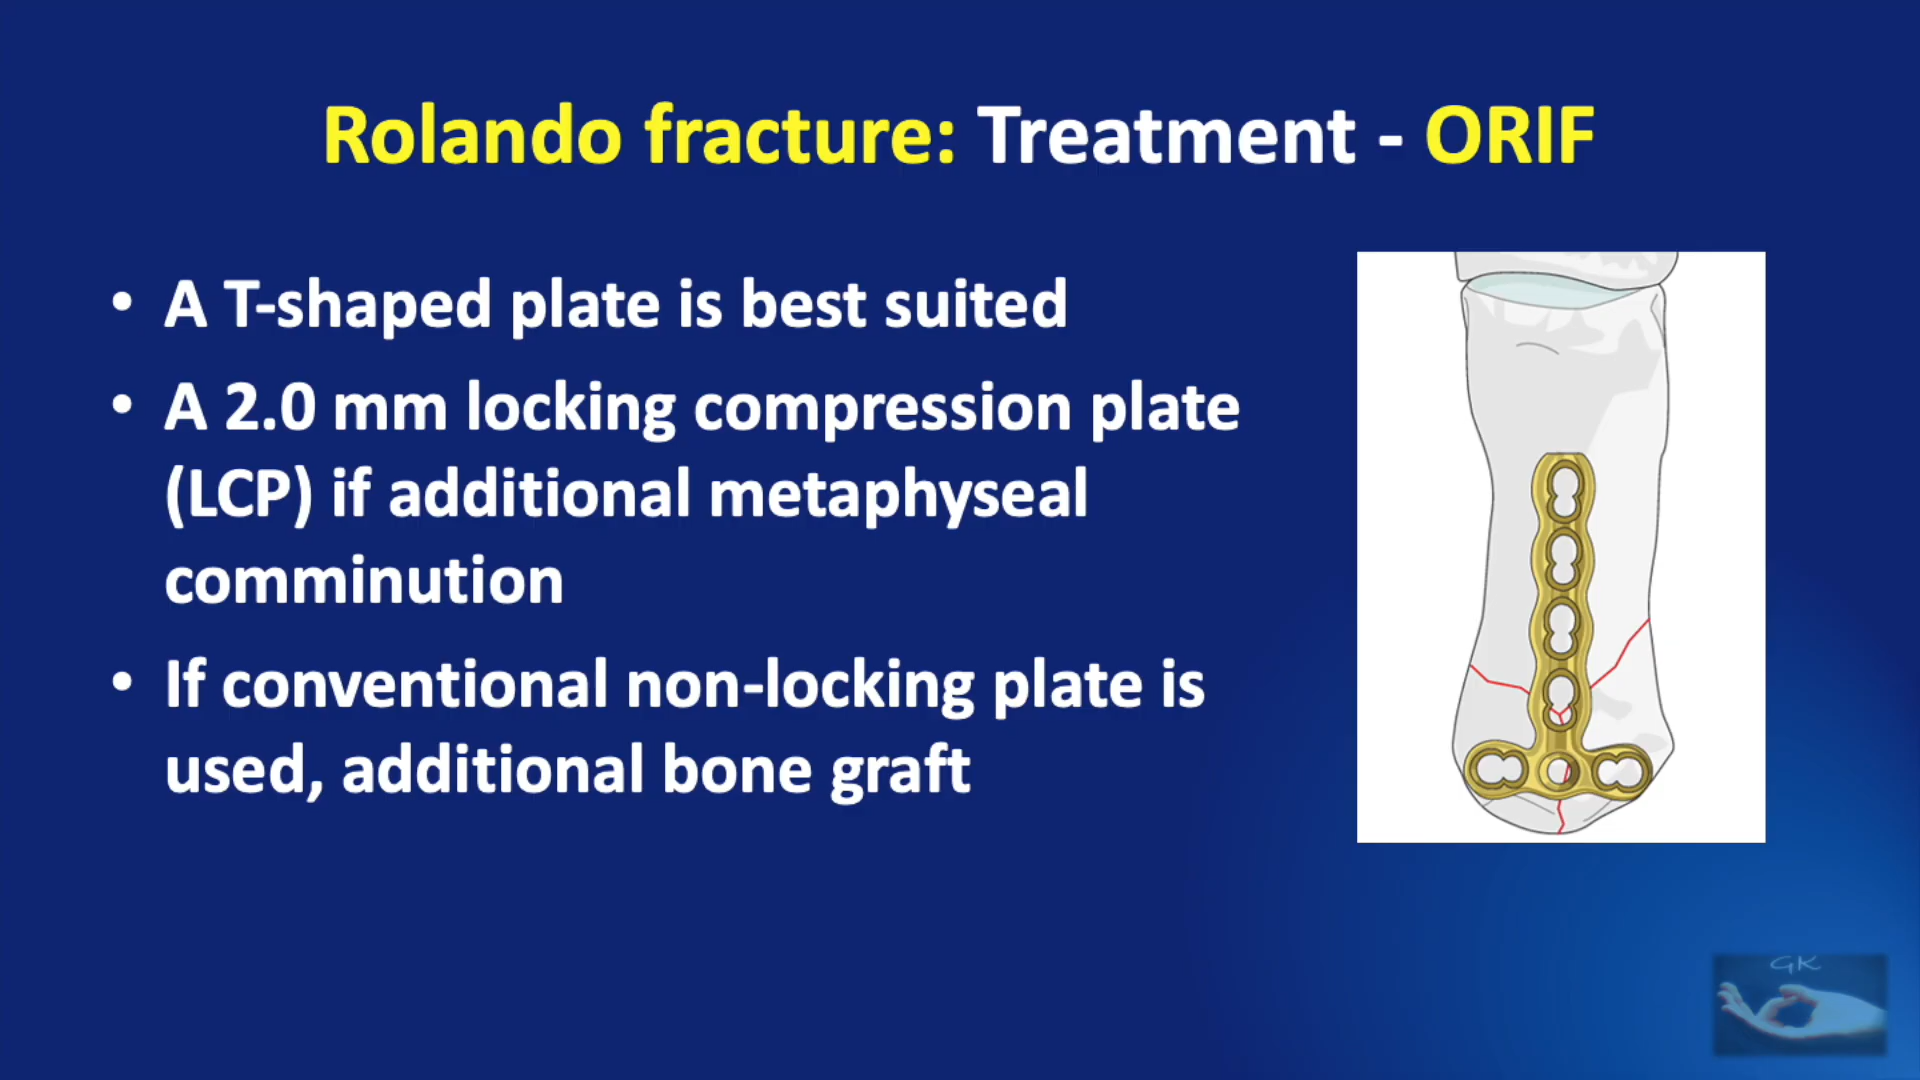 Rolando fracture: Treatment - ORIF
• A T-shaped plate is best suited
• A 2.0 mm locking compression plate
(LCP) if additional metaphyseal
comminution
• If conventional non-locking plate is
used, additional bone graft
GK